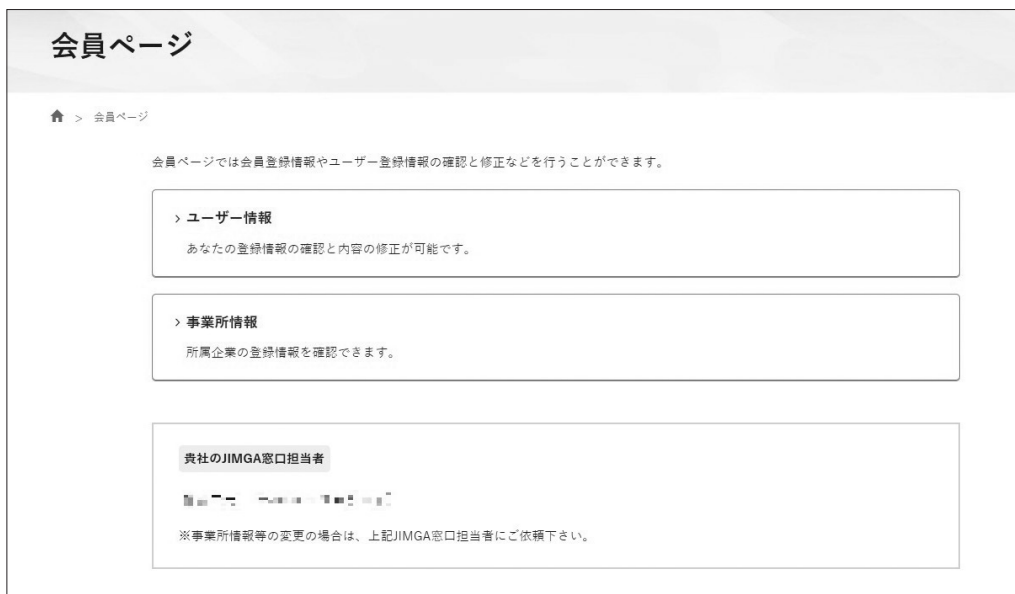 会員ページ
> 会員ページ
会員ページでは会員登録情報やユーザー登録情報の確認と修正などを行うことができます。
> ユーザー情報
あなたの登録情報の確認と内容の修正が可能です。
> 事業所情報
所属企業の登録情報を確認できます。
貴社のJIMGA窓口担当者
※事業所情報等の変更の場合は、上記JIMGA窓口担当者にご依頼下さい。